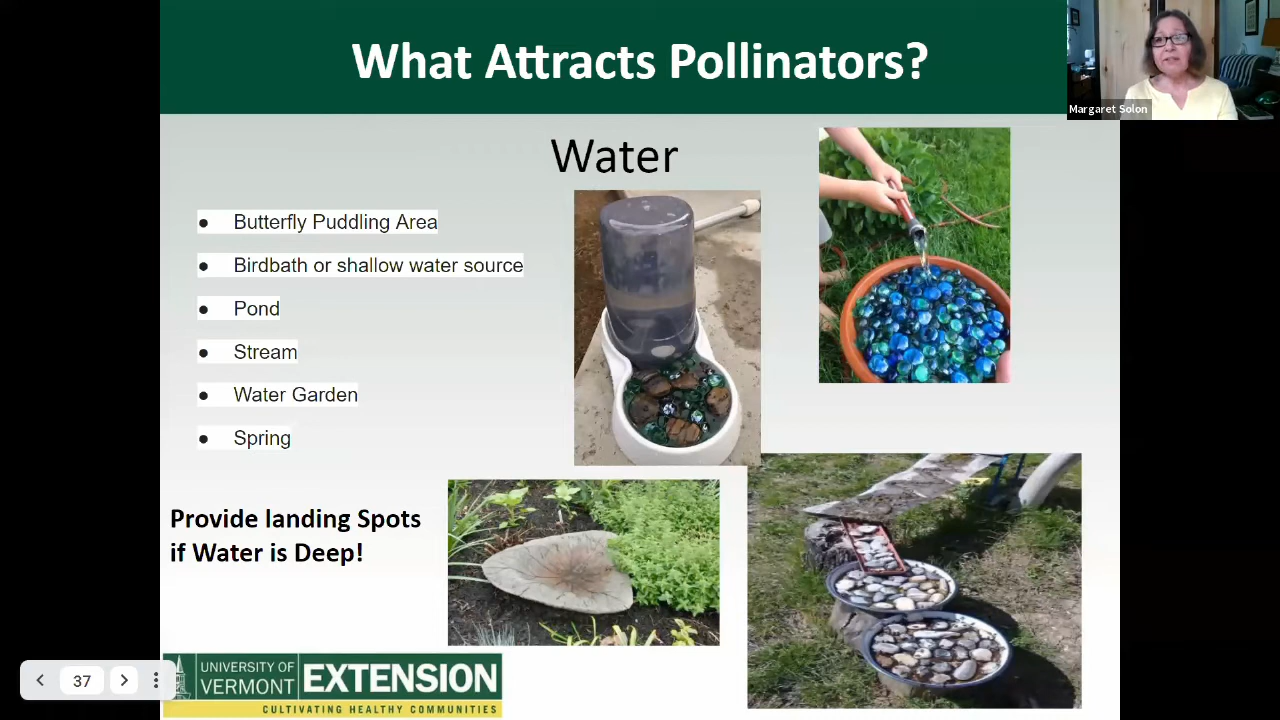 What Attracts Pollinators?
Margaret Solon
Water
● Butterfly Puddling Area
● Birdbath or shallow water source
● Pond
● Stream
● Water Garden
● Spring
Provide landing Spots
if Water is Deep!
UNIVERSITY OF
VERMONT
EXTENSION
CULTIVATING HEALTHY COMMUNITIES
37